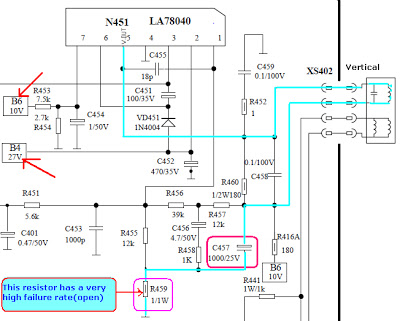 N451 LA78040
7 6 5 4 3 2 1
V.OUT
C455
18p
C459
0.1/100V
XS402 Vertical
R453
7.5k
B6
10V
2.7k
R454
C454
1/50V
C451
100/35V
VD451
1N4004
R452
1
B4
27V
C452
470/35V
0.1/100V
C458
R460
1/2W180
R451
5.6k
R456
39k
R457
12k
C401
0.47/50V
C453
1000p
R455
12k
C456
4.7/50V
R458
1K
C457
1000/25V
R416A
180
B6
10V
R441
1W/1k
This resistor has a very
high failure rate(open)
R459
1/1W